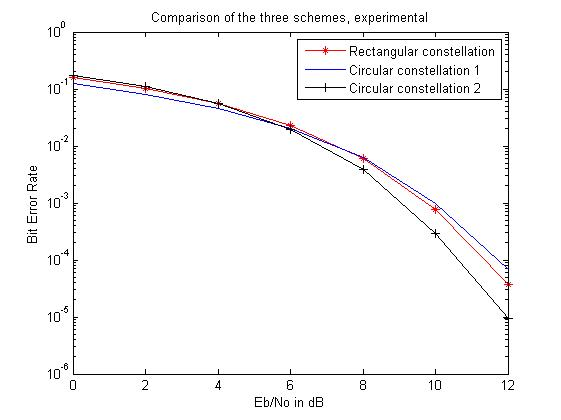 Comparison of the three schemes, experimental
Rectangular constellation
Circular constellation 1
Circular constellation 2
Bit Error Rate
10^0
10^-1
10^-2
10^-3
10^-4
10^-5
10^-6
0 2 4 6 8 10 12
Eb/No in dB